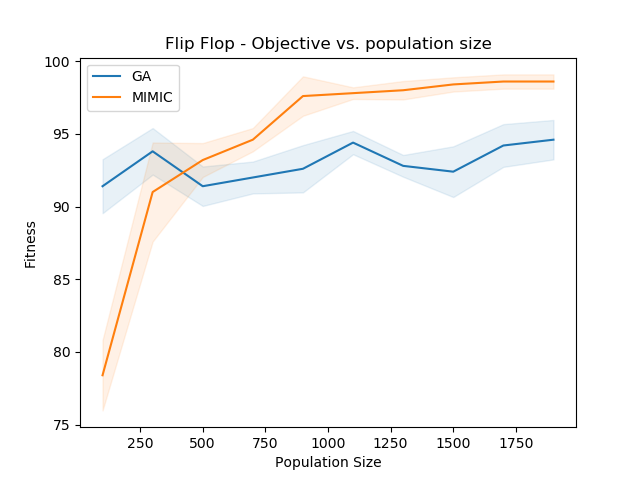 Flip Flop - Objective vs. population size
GA
MIMIC
100
95
90
85
80
75
Fitness
250 500 750 1000 1250 1500 1750
Population Size